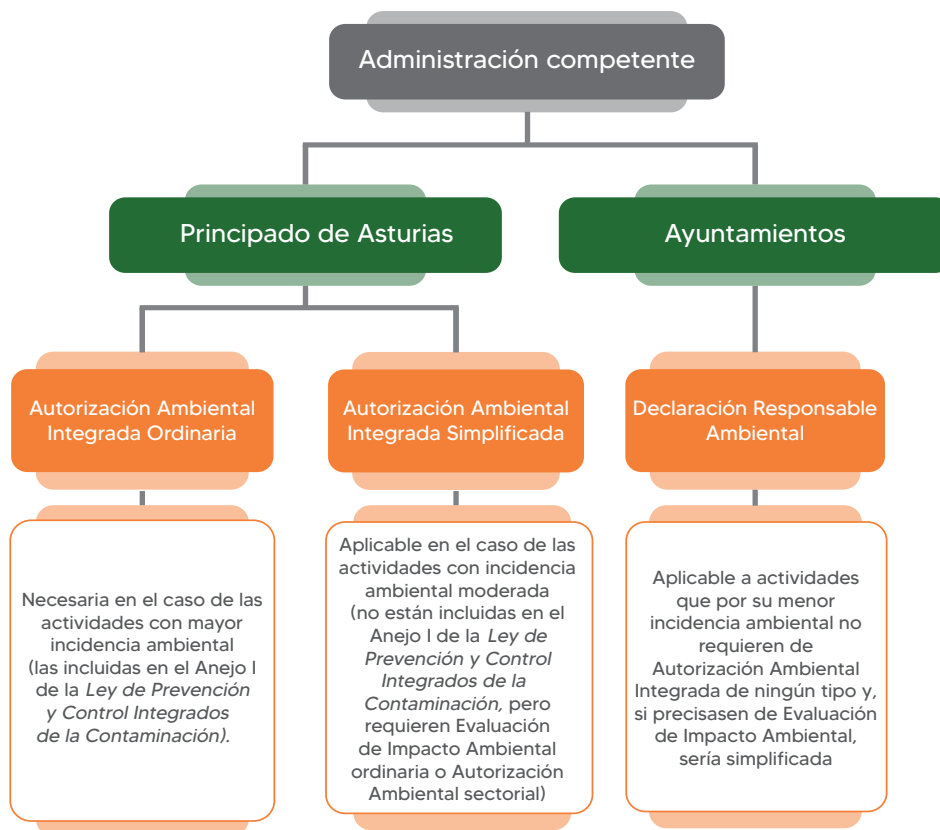 Administración competente
Principado de Asturias
Ayuntamientos
Autorización Ambiental
Integrada Ordinaria
Autorización Ambiental
Integrada Simplificada
Declaración Responsable
Ambiental
Necesaria en el caso de las
actividades con mayor
incidencia ambiental
(las incluidas en el Anejo I
de la Ley de Prevención
y Control Integrados
de la Contaminación).
Aplicable en el caso de las
actividades con incidencia
ambiental moderada
(no están incluidas en el
Anejo I de la Ley de
Prevención y Control
Integrados de la
Contaminación, pero
requieren Evaluación
de Impacto Ambiental
ordinaria o Autorización
Ambiental sectorial)
Aplicable a actividades
que por su menor
incidencia ambiental no
requieren de
Autorización Ambiental
Integrada de ningún tipo y,
si precisasen de Evaluación
de Impacto Ambiental,
sería simplificada